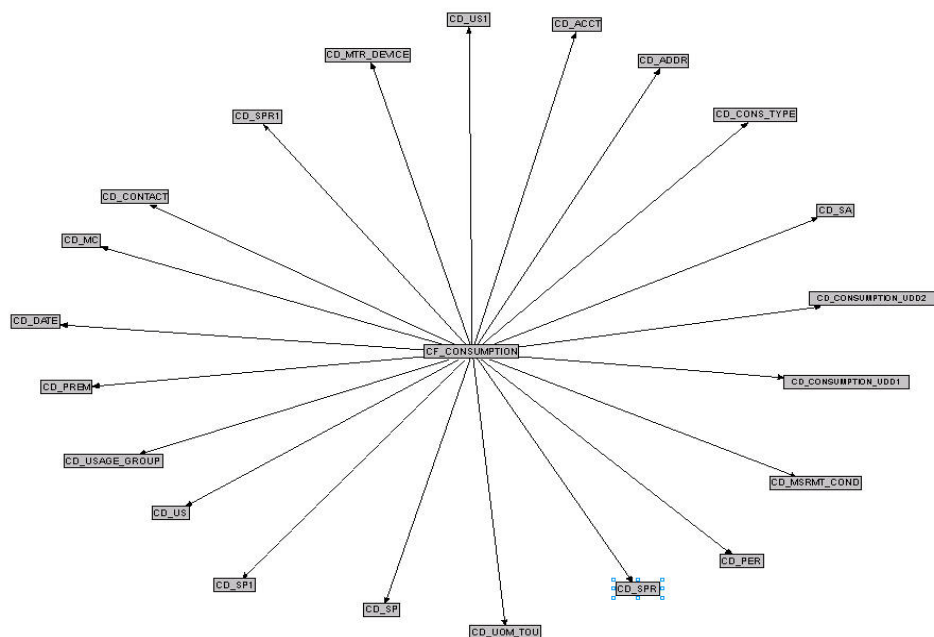 CD_US1
CD_ACCT
CD_MTR_DEVICE
CD_ADDR
CD_SPR1
CD_CONS_TYPE
CD_CONTACT
CD_SA
CD_MC
CD_CONSUMPTION_UDD2
CD_DATE
CF_CONSUMPTION
CD_PREM
CD_CONSUMPTION_UDD1
CD_USAGE_GROUP
CD_MSRMT_COND
CD_US
CD_PER
CD_SP1
CD_SPR
CD_SP
CD_UOM_TOU